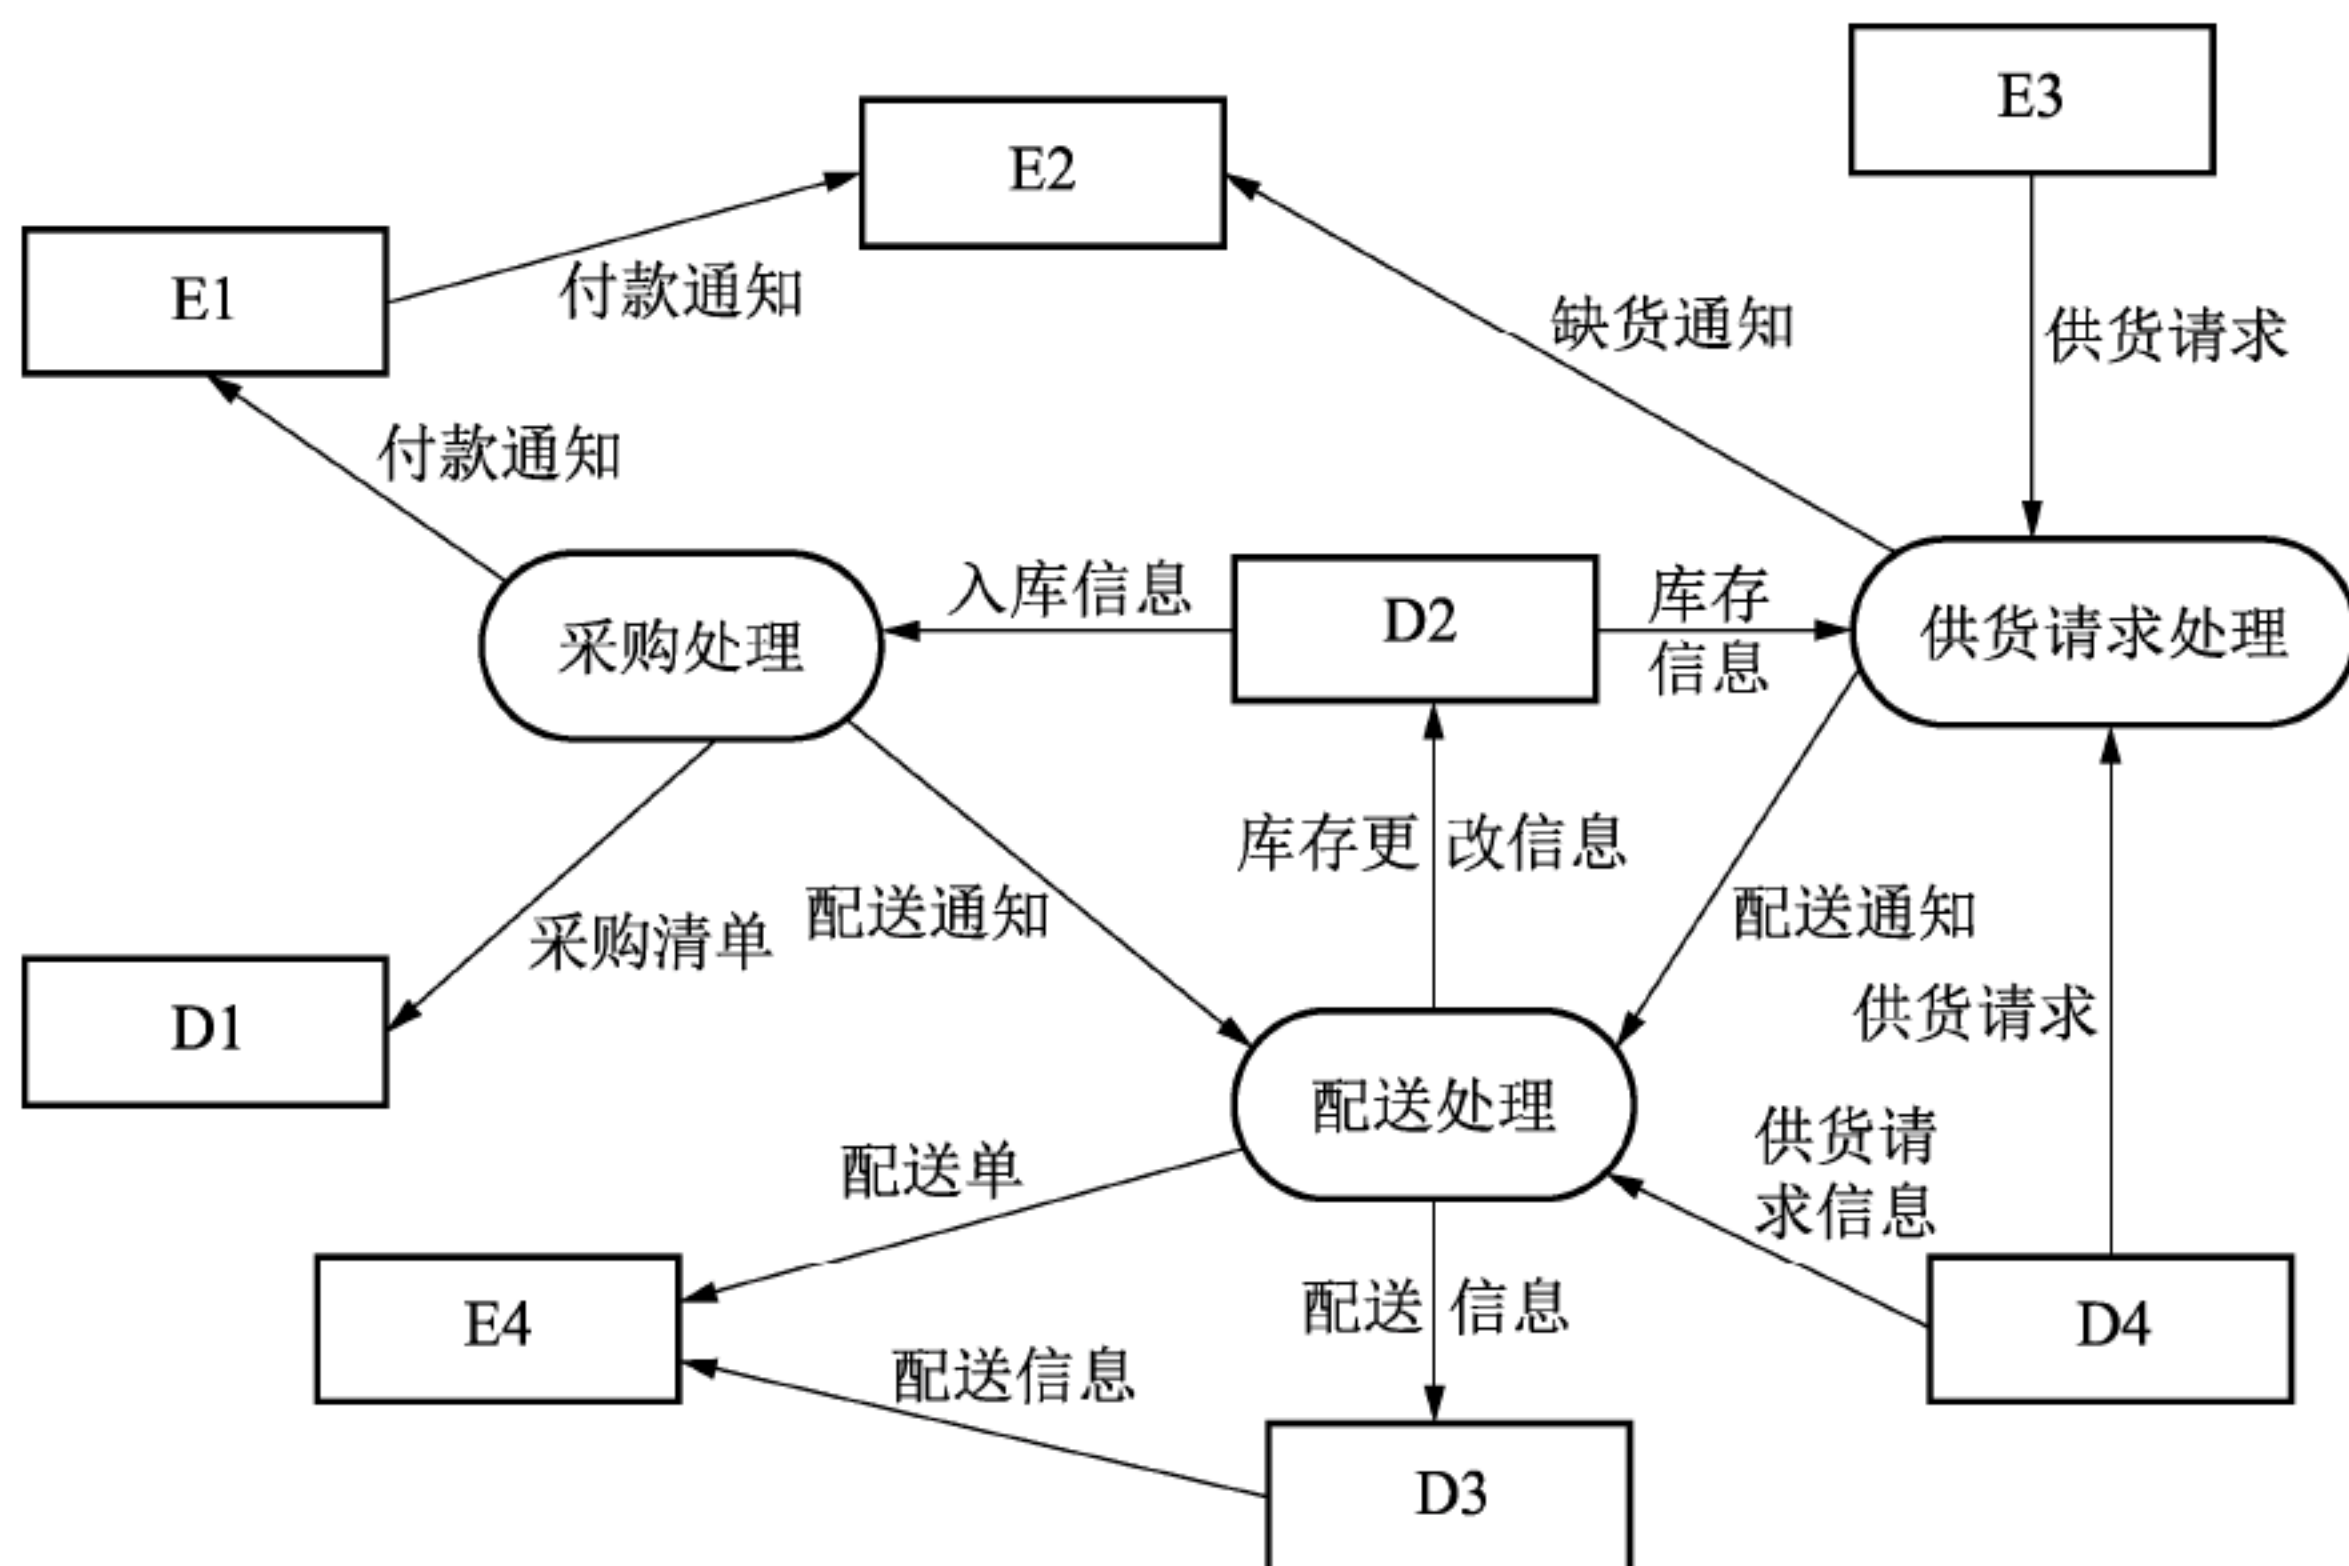 E3
E2
E1
付款通知
缺货通知
供货请求
付款通知
入库信息
D2
库存
信息
采购处理
供货请求处理
库存更改信息
配送通知
配送通知
采购清单
供货请求
D1
配送处理
供货请
求信息
配送单
E4
配送信息
D4
配送信息
D3